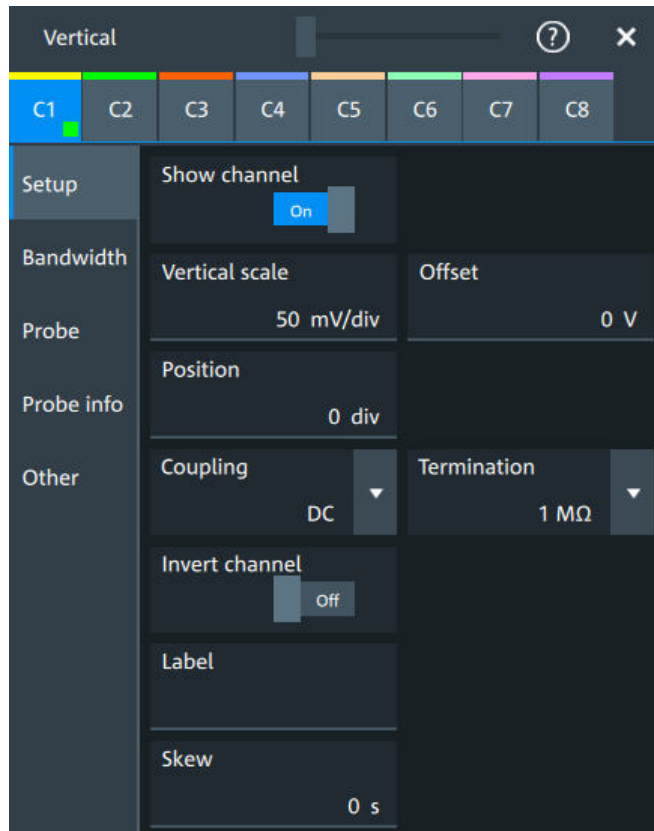 Vertical ?
C1 C2 C3 C4 C5 C6 C7 C8
Setup
Bandwidth
Probe
Probe info
Other
Show channel
On
Vertical scale
50 mV/div
Offset
0 V
Position
0 div
Coupling
DC
Termination
1 MΩ
Invert channel
Off
Label
Skew
0 s